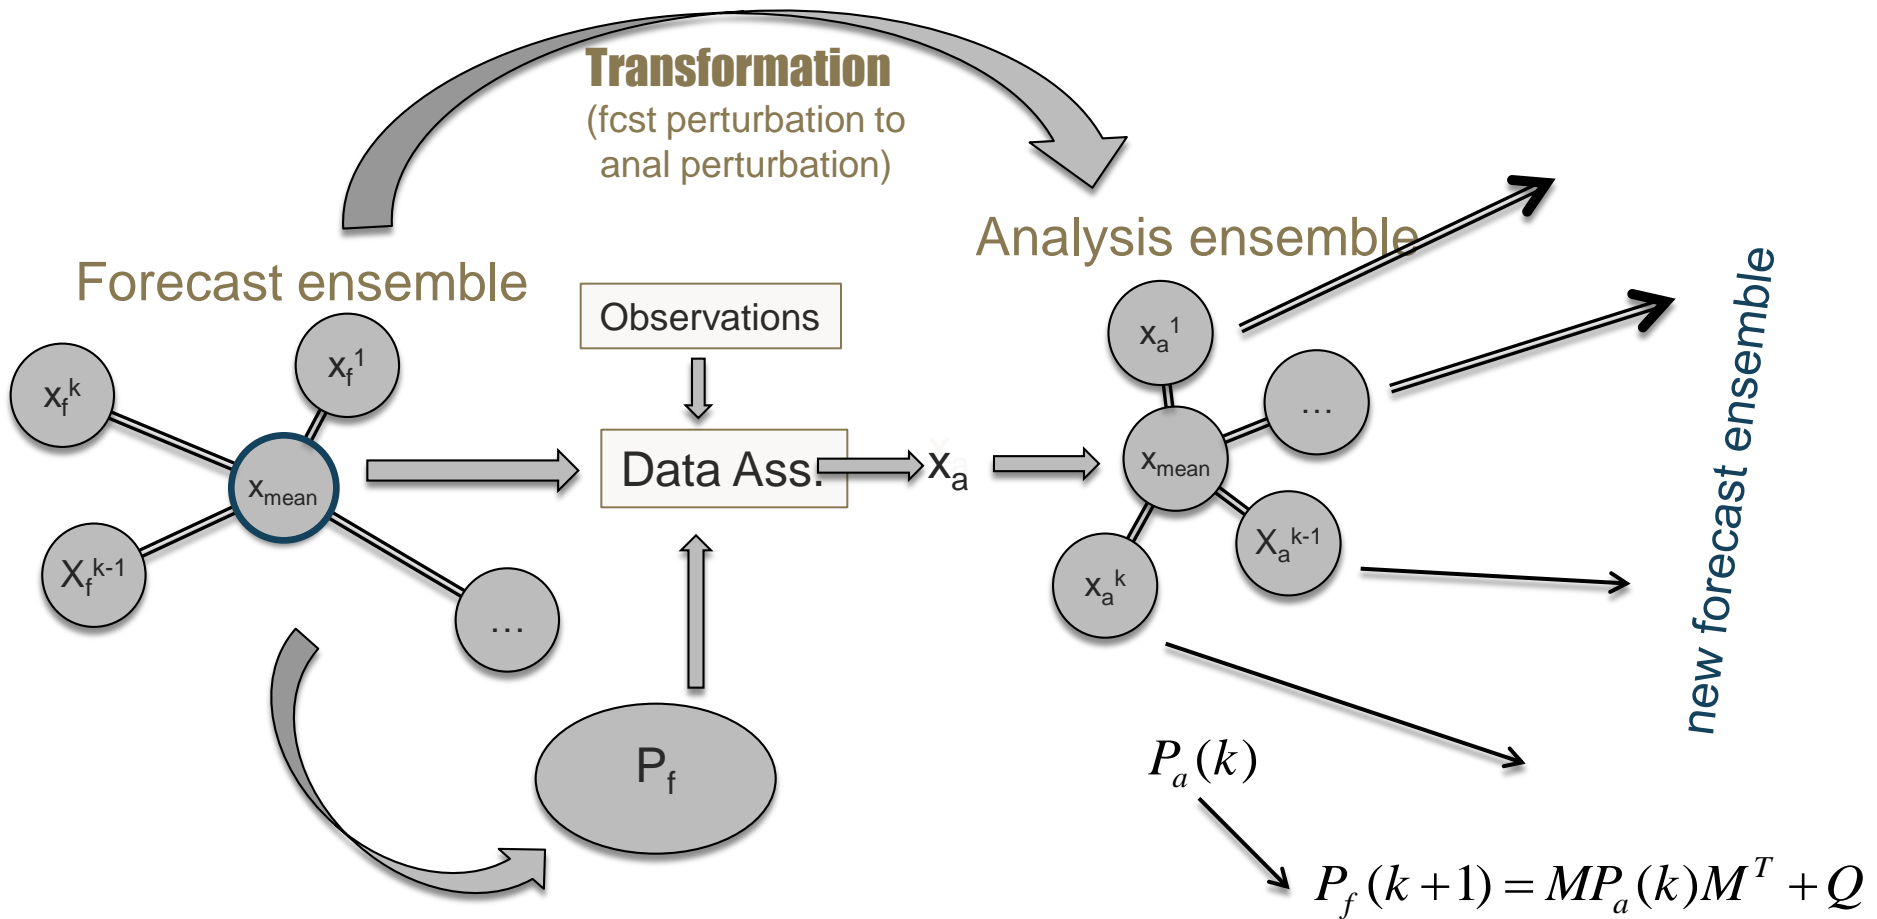 Transformation
(fcst perturbation to
anal perturbation)
Forecast ensemble
Analysis ensemble
Observations
Data Ass.
x_f^k
x_f^1
x_mean
X_f^k-1
…
P_f
x_a
x_a^1
…
x_mean
X_a^k-1
x_a^k
new forecast ensemble
P_a(k)
P_f(k+1) = MP_a(k)M^T + Q